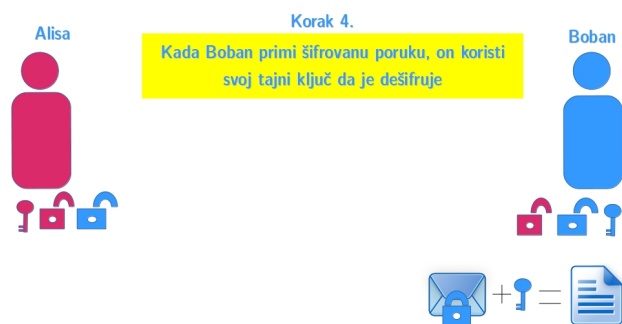 Alisa
Korak 4.
Kada Boban primi šifrovanu poruku, on koristi
svoj tajni ključ da je dešifruje
Boban
+
=